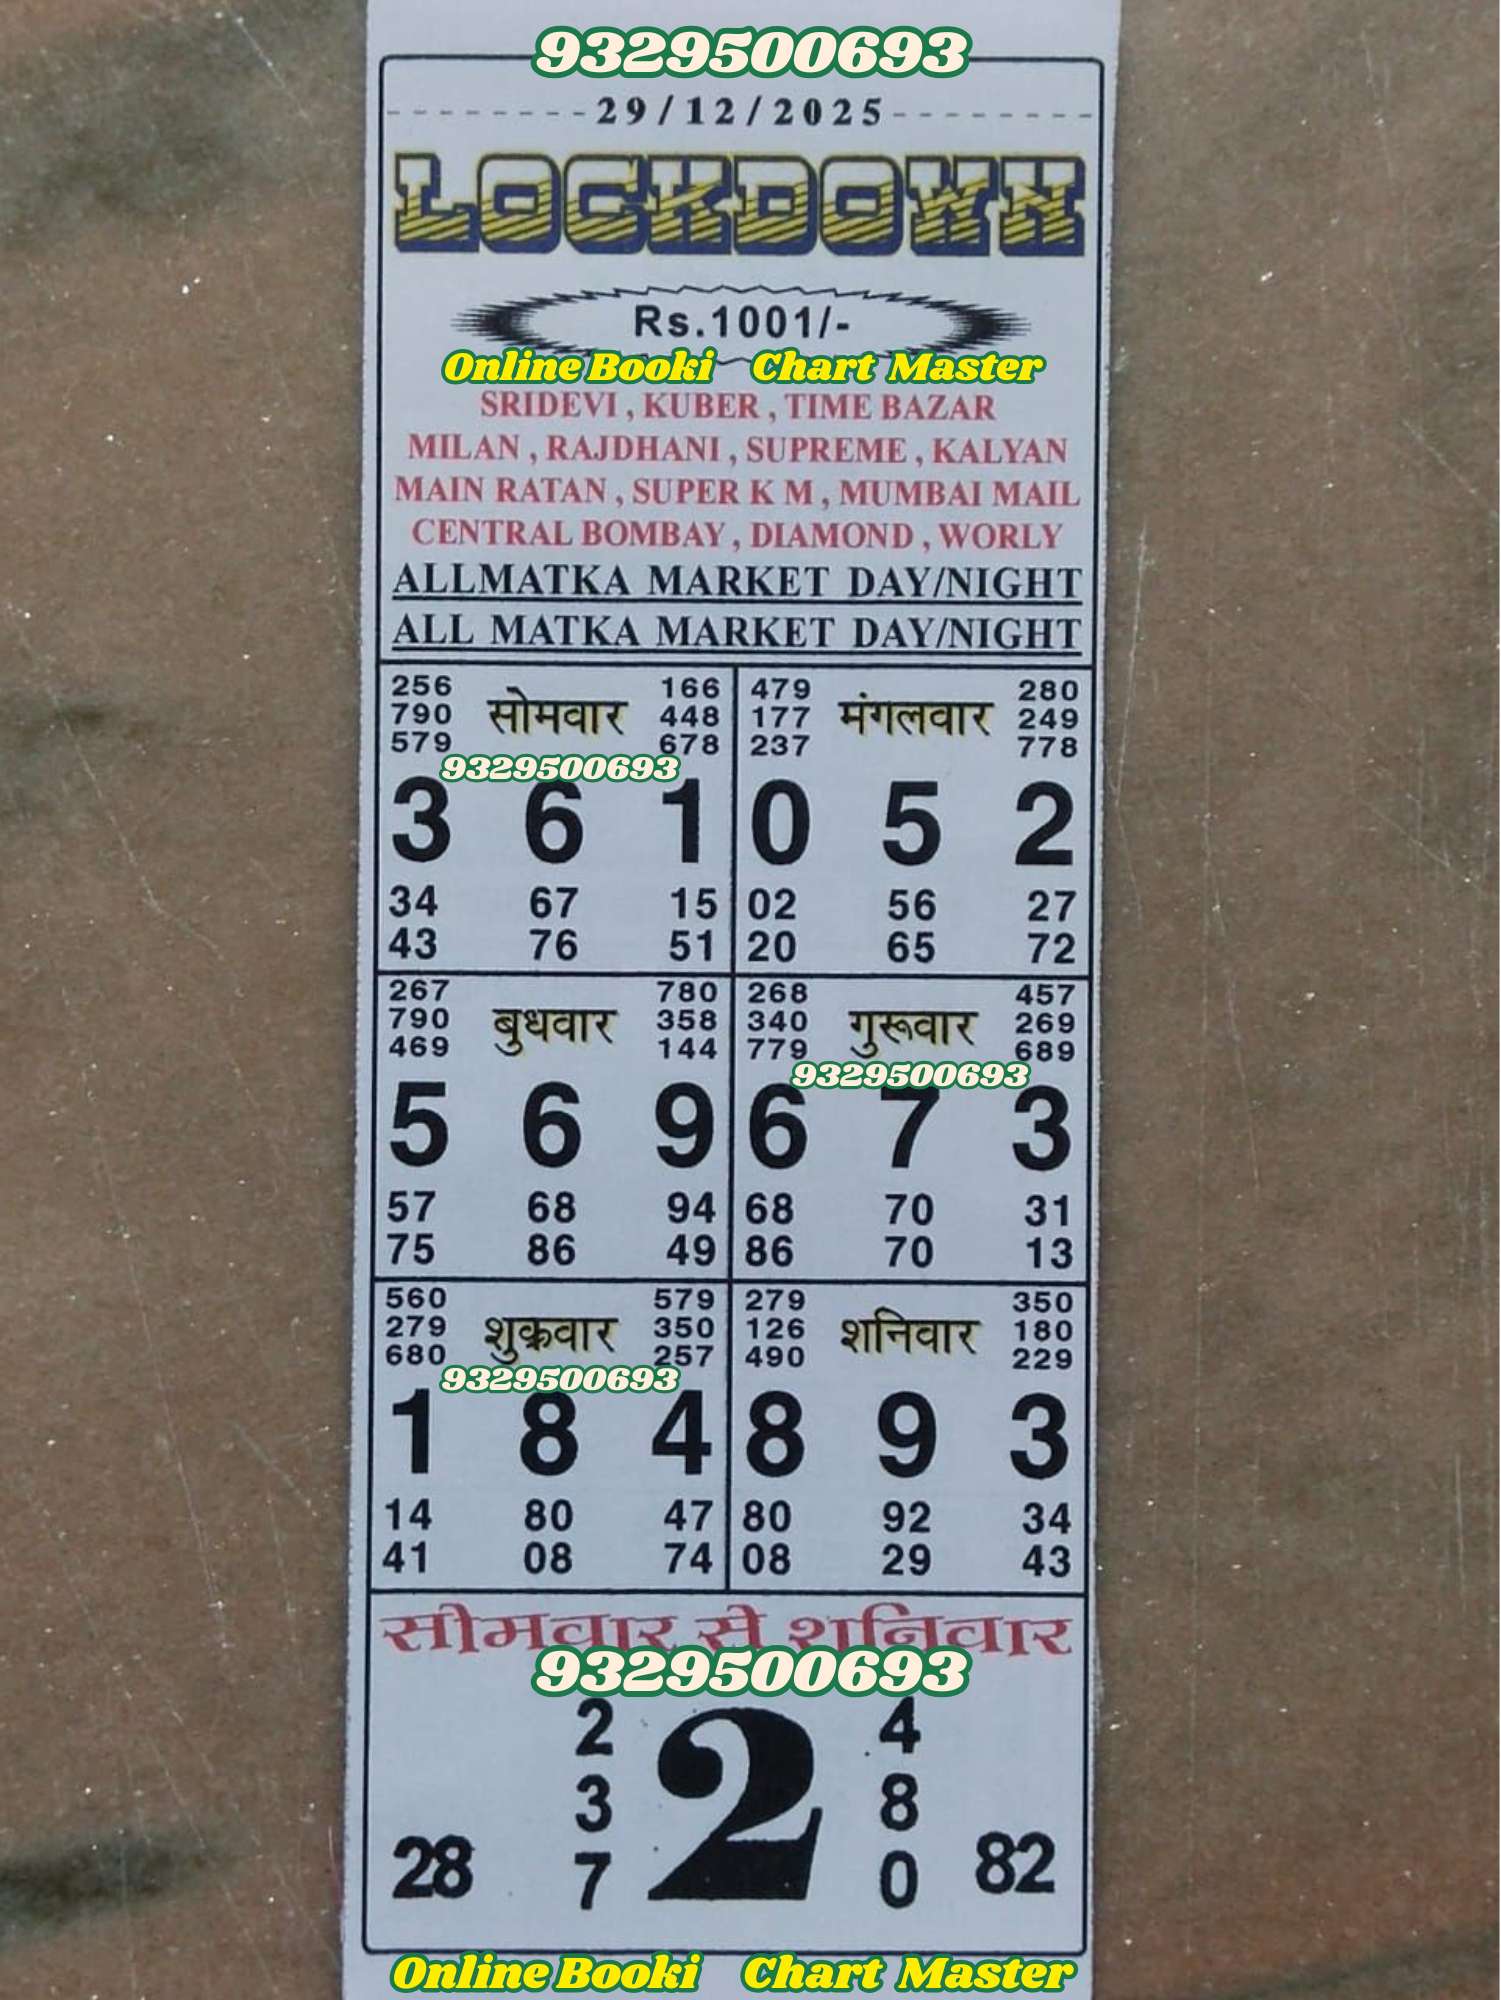 9329500693
29/12/2025
LOCKDOWN
Rs.1001/-
Online Booki Chart Master
SRIDEVI , KUBER , TIME BAZAR
MILAN , RAJDHANI , SUPREME , KALYAN
MAIN RATAN , SUPER K M , MUMBAI MAIL
CENTRAL BOMBAY , DIAMOND , WORLY
ALLMATKA MARKET DAY/NIGHT
ALL MATKA MARKET DAY/NIGHT
256 166 479 280
790 सोमवार 448 177 मंगलवार 249
579 678 237 778
9329500693
3 6 1 0 5 2
34 67 15 02 56 27
43 76 51 20 65 72
267 780 268 457
790 बुधवार 358 340 गुरूवार 269
469 144 779 689
9329500693
5 6 9 6 7 3
57 68 94 68 70 31
75 86 49 86 70 13
560 579 279 350
279 शुक्रवार 350 126 शनिवार 180
680 257 490 229
9329500693
1 8 4 8 9 3
14 80 47 80 92 34
41 08 74 08 29 43
सोमवार से शनिवार
9329500693
2 4
3 2 8
28 7 0 82
Online Booki Chart Master